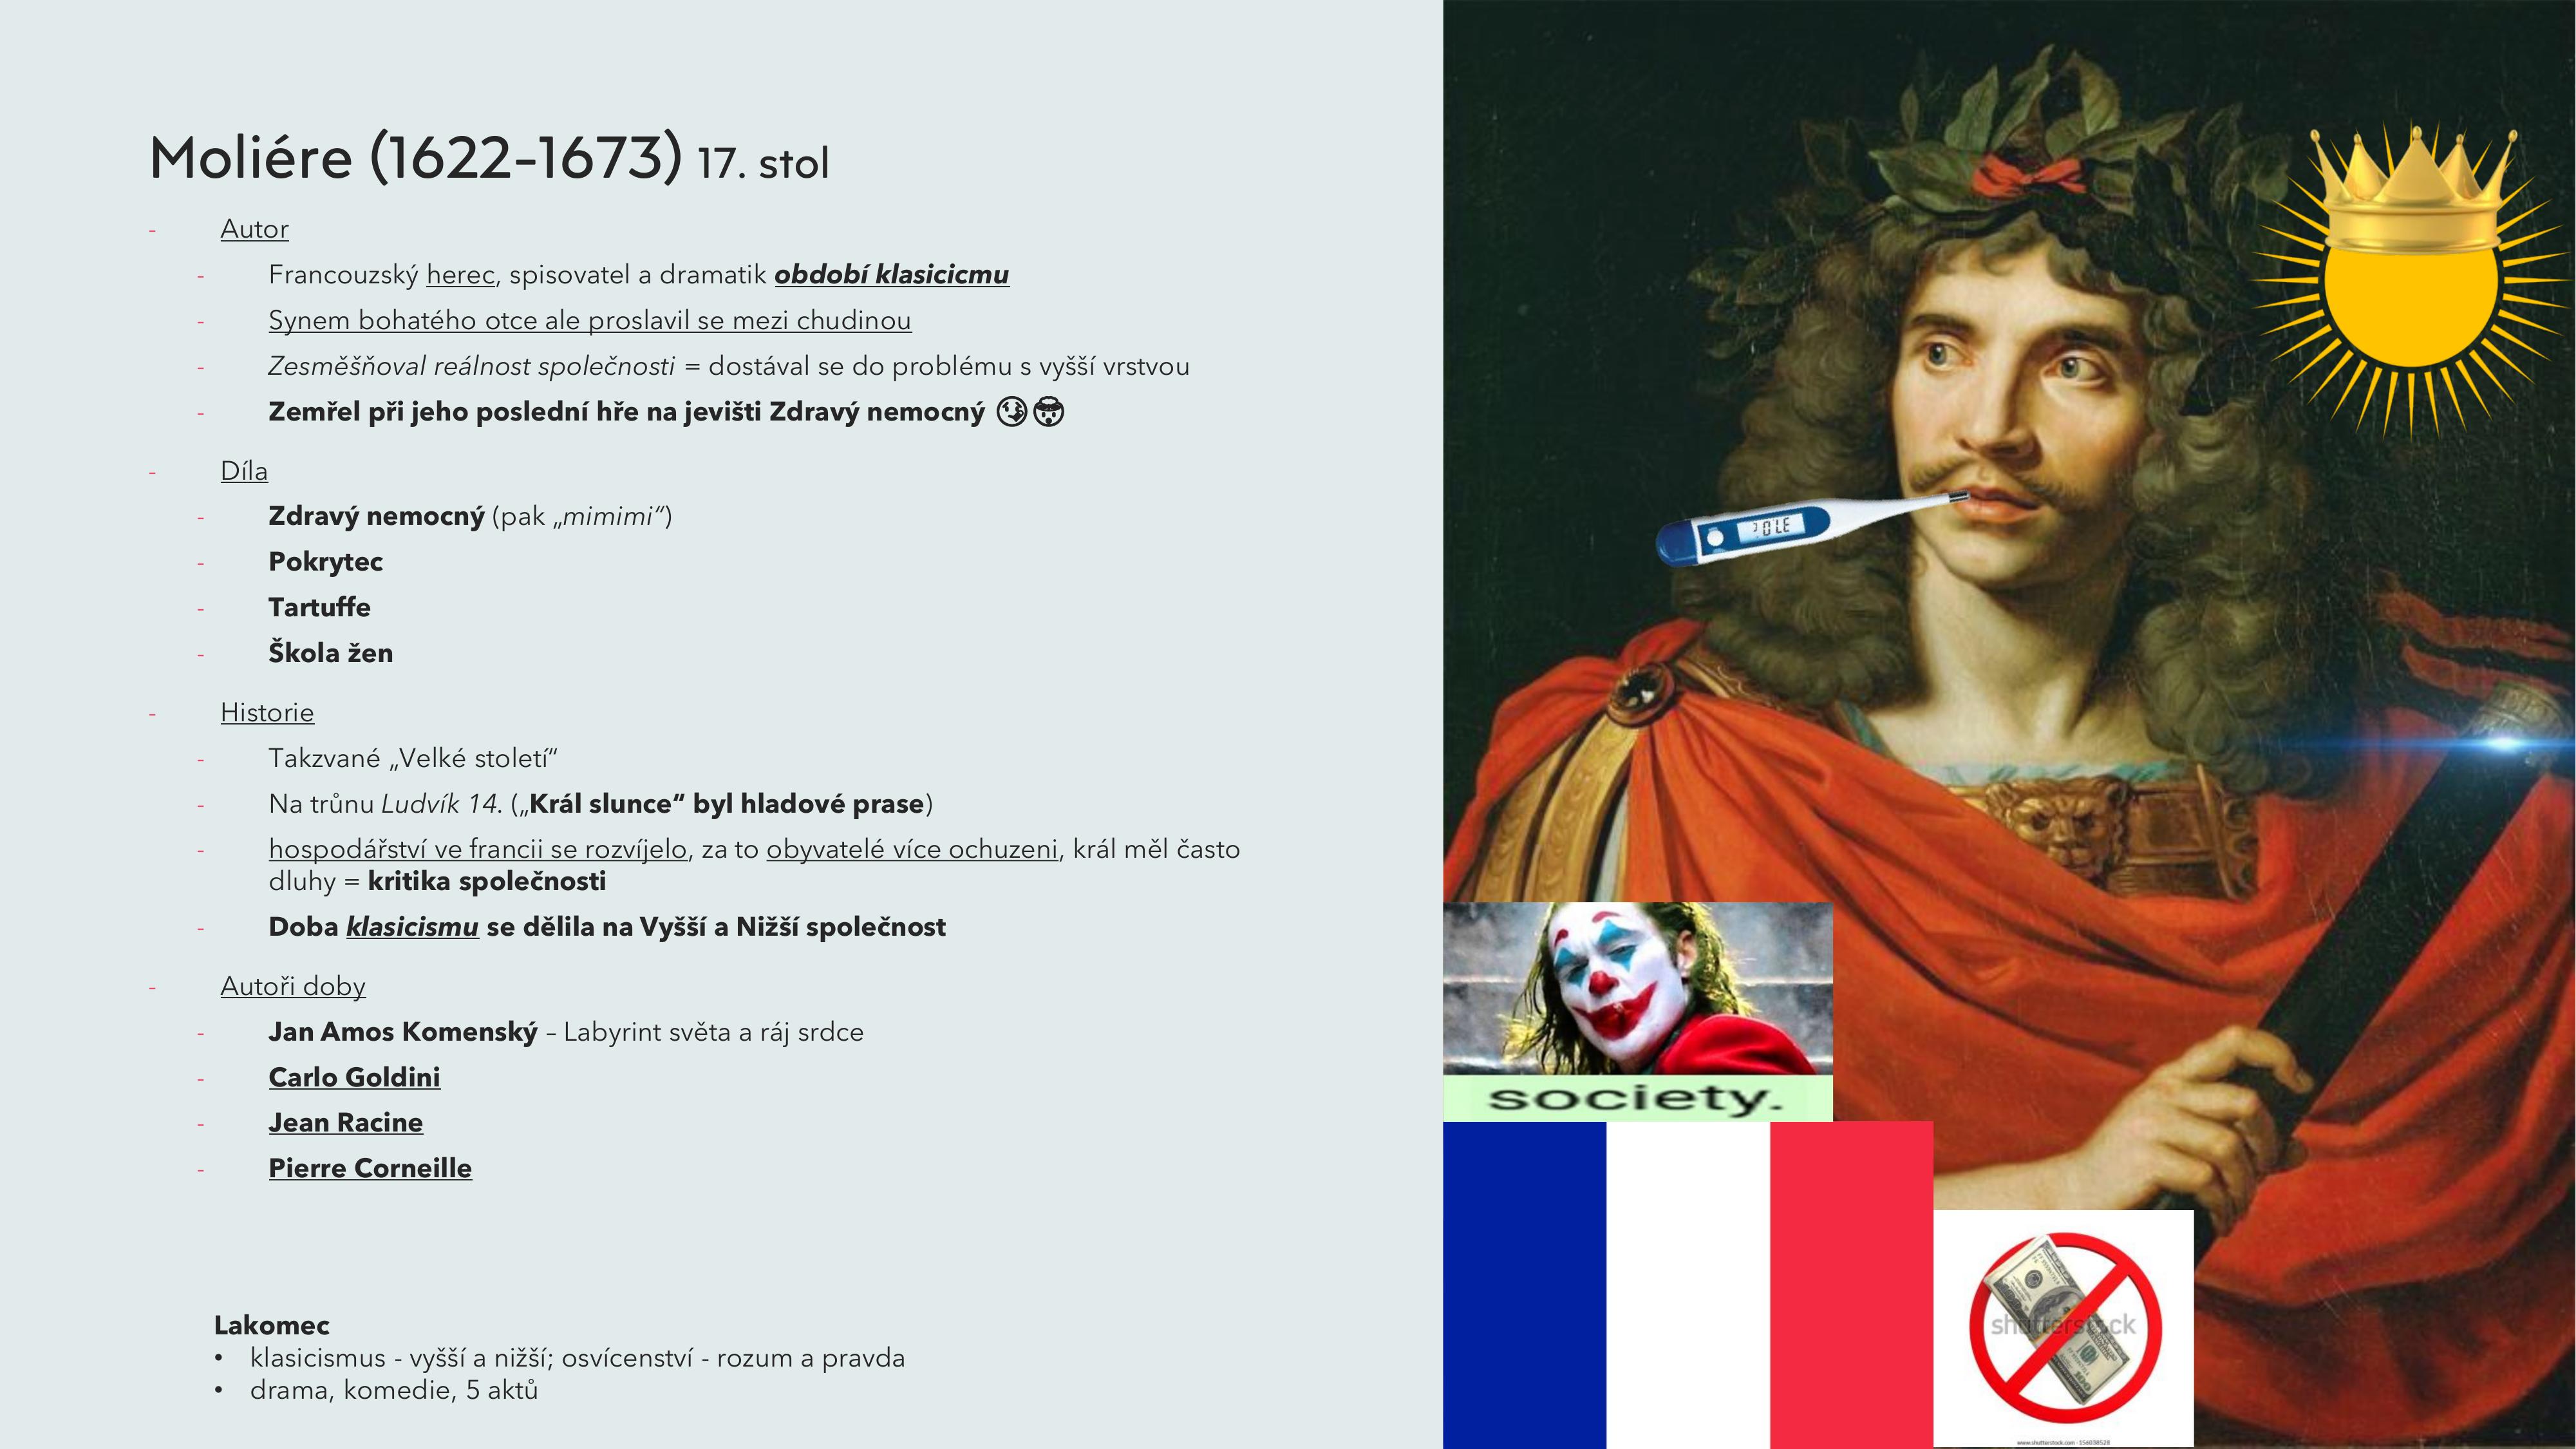 Moliére (1622-1673) 17. stol
- Autor
- Francouzský herec, spisovatel a dramatik období klasicicmu
- Synem bohatého otce ale proslavil se mezi chudinou
- Zesměšňoval reálnost společnosti = dostával se do problému s vyšší vrstvou
- Zemřel při jeho poslední hře na jevišti Zdravý nemocný 🤧🤯
- Díla
- Zdravý nemocný (pak „mimimi“)
- Pokrytec
- Tartuffe
- Škola žen
- Historie
- Takzvané „Velké století“
- Na trůnu Ludvík 14. („Král slunce“ byl hladové prase)
- hospodářství ve francii se rozvíjelo, za to obyvatelé více ochuzeni, král měl často
dluhy = kritika společnosti
- Doba klasicismu se dělila na Vyšší a Nižší společnost
- Autoři doby
- Jan Amos Komenský – Labyrint světa a ráj srdce
- Carlo Goldini
- Jean Racine
- Pierre Corneille
Lakomec
• klasicismus - vyšší a nižší; osvícenství - rozum a pravda
• drama, komedie, 5 aktů
society.
shutterstock
www.shutterstock.com · 156038528